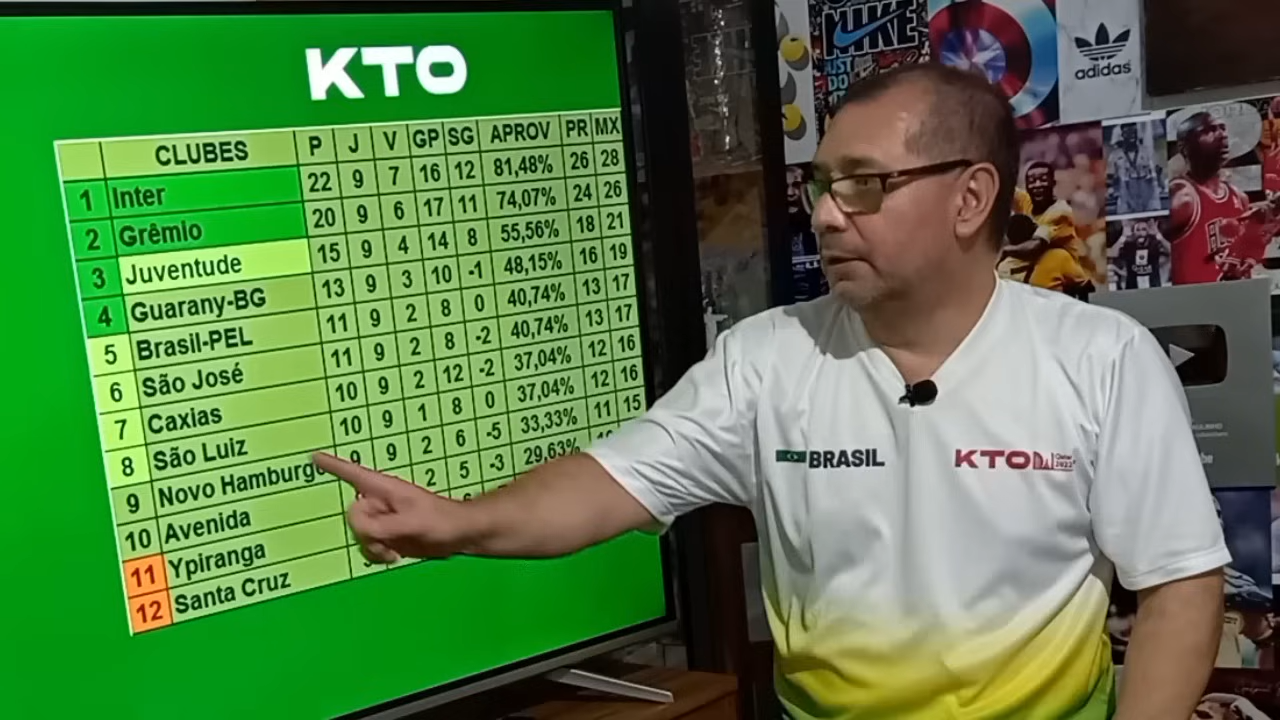 KTO
CLUBES P J V GP SG APROV PR MX
1 Inter 22 9 7 16 12 81,48% 26 28
2 Grêmio 20 9 6 17 11 74,07% 24 26
3 Juventude 15 9 4 14 8 55,56% 18 21
4 Guarany-BG 13 9 3 10 -1 48,15% 16 19
5 Brasil-PEL 11 9 2 8 0 40,74% 13 17
6 São José 11 9 2 8 -2 40,74% 13 17
7 Caxias 10 9 2 12 -2 37,04% 12 16
8 São Luiz 10 9 1 8 0 37,04% 12 16
9 Novo Hamburgo 9 9 2 6 -5 33,33% 11 15
10 Avenida 2 5 -3 29,63%
11 Ypiranga
12 Santa Cruz
NIKE
JUST
DO
IT
adidas
BRASIL
KTO